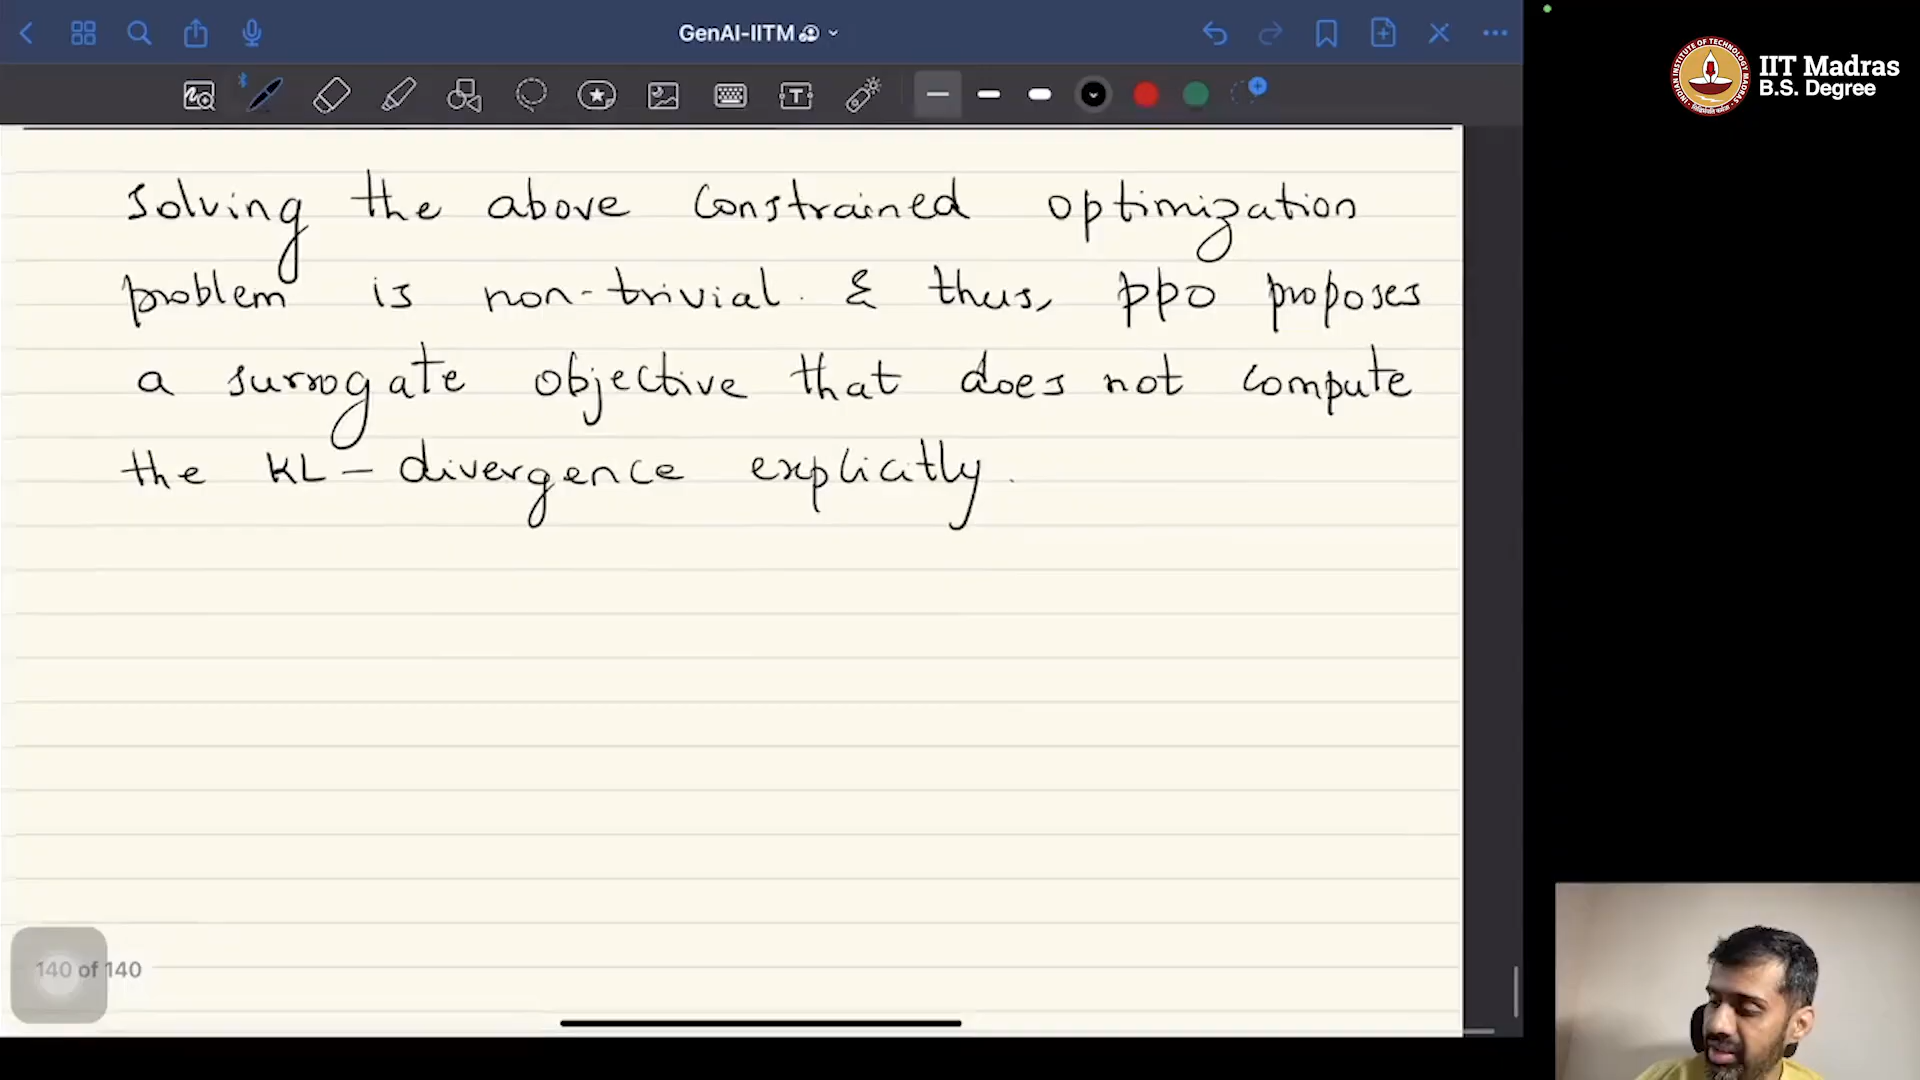 GenAI-IITM
IIT Madras
B.S. Degree
Solving the above constrained optimization
problem is non-trivial. & thus, PPO proposes
a surrogate objective that does not compute
the KL-divergence explicitly.
140 of 140